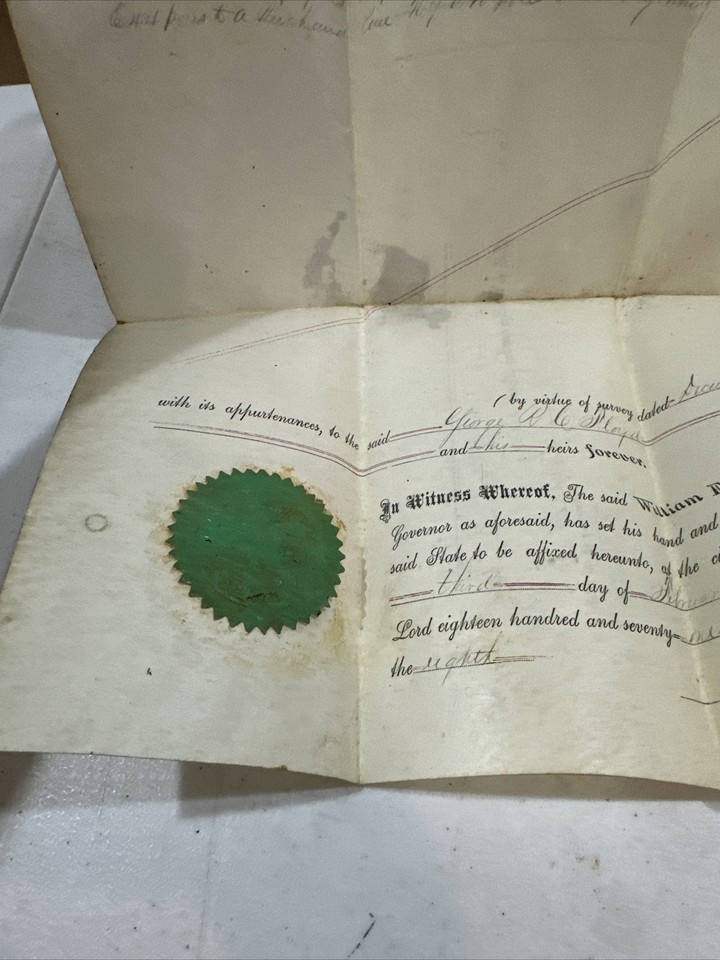 to a
with its appurtenances, to the said George R C Floyd (by virtue of survey dated
and his heirs forever.
In Witness Whereof, The said William
Governor as aforesaid, has set his hand and
said State to be affixed hereunto, at the
third day of
Lord eighteen hundred and seventy
the eighth